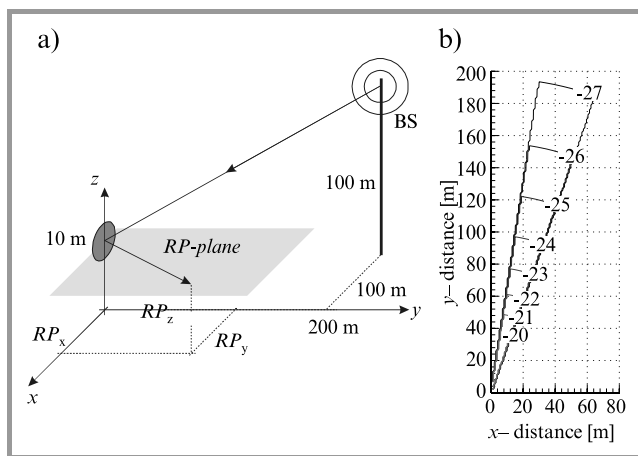 a)
BS
z
100 m
10 m
RP-plane
100 m
RPz
y
200 m
RPx
RPy
x
b)
200
180
160
140
120
100
80
60
40
20
0
y– distance [m]
-27
-26
-25
-24
-23
-22
-21
-20
0 20 40 60 80
x– distance [m]